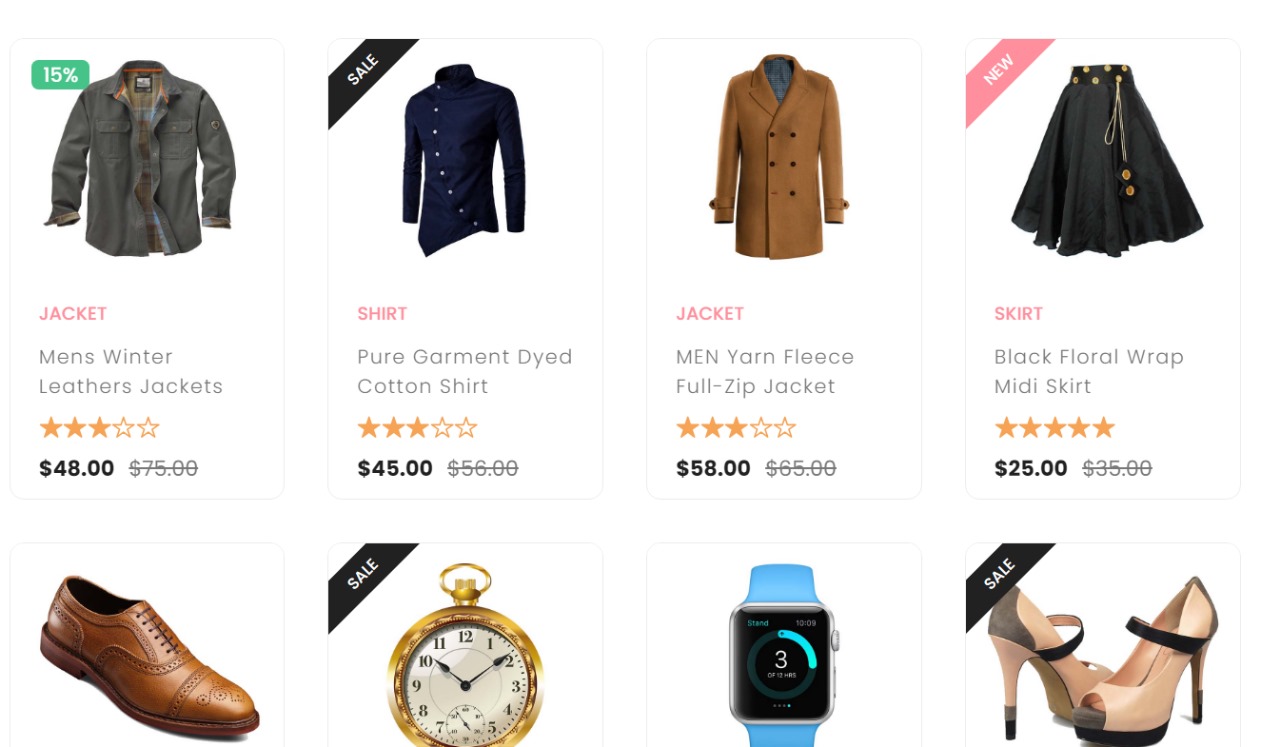 15%
SALE
NEW
JACKET
Mens Winter
Leathers Jackets
$48.00 $75.00
SHIRT
Pure Garment Dyed
Cotton Shirt
$45.00 $56.00
JACKET
MEN Yarn Fleece
Full-Zip Jacket
$58.00 $65.00
SKIRT
Black Floral Wrap
Midi Skirt
$25.00 $35.00
SALE
11 12 1
10 2
9 3
8 4
7 5
60
Stand 10:09
3
OF 12 HRS
SALE